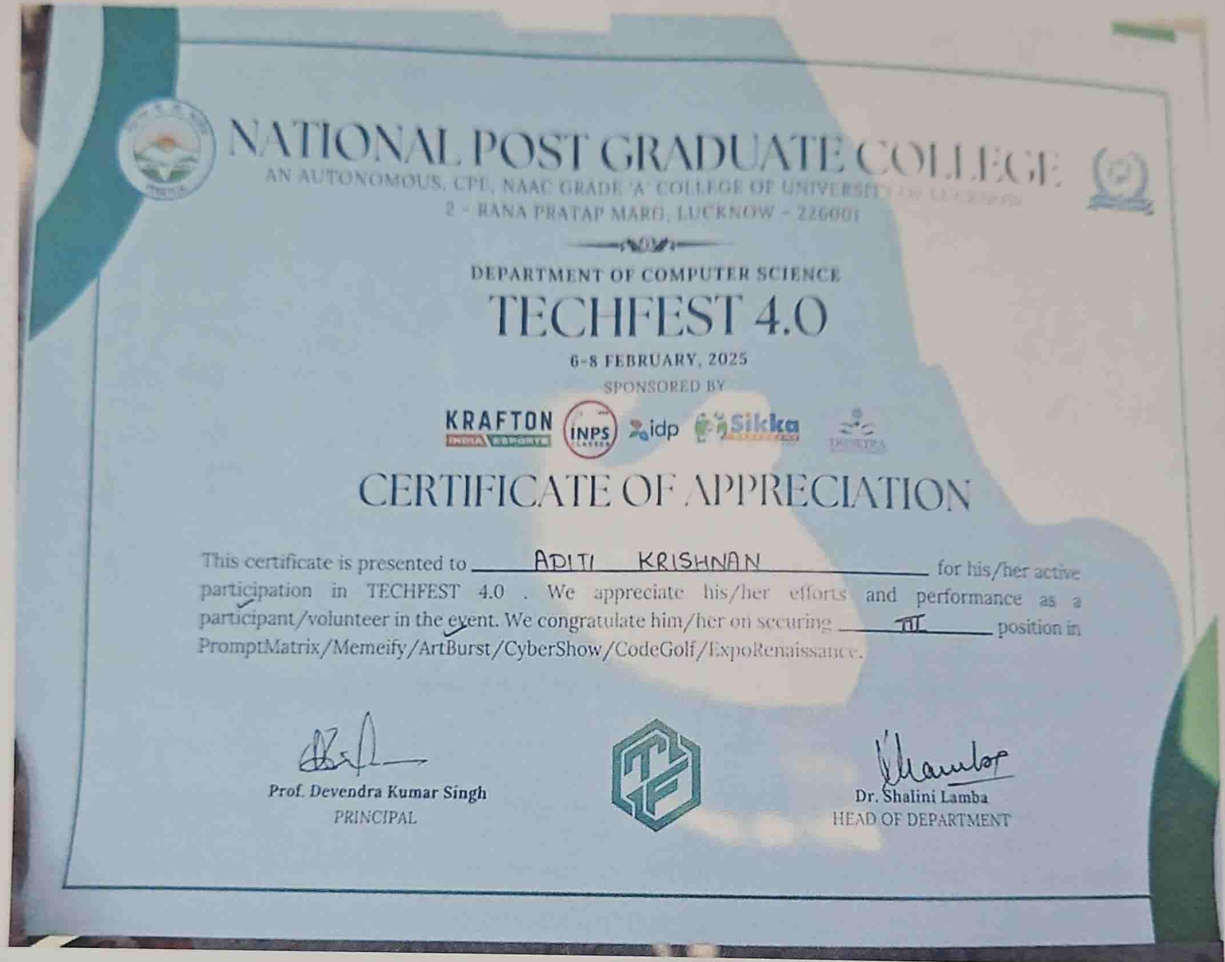 NATIONAL POST GRADUATE COLLEGE
AN AUTONOMOUS, CPE, NAAC GRADE 'A' COLLEGE OF UNIVERSITY OF LUCKNOW
2 - RANA PRATAP MARG, LUCKNOW - 226001
DEPARTMENT OF COMPUTER SCIENCE
TECHFEST 4.0
6-8 FEBRUARY, 2025
SPONSORED BY
KRAFTON
INDIA ESPORTS
INPS
CLASSES
idp
Sikka
TRINETRA
CERTIFICATE OF APPRECIATION
This certificate is presented to ADITI KRISHNAN for his/her active
participation in TECHFEST 4.0 . We appreciate his/her efforts and performance as a
participant/volunteer in the event. We congratulate him/her on securing III position in
PromptMatrix/Memeify/ArtBurst/CyberShow/CodeGolf/ExpoRenaissance.
Prof. Devendra Kumar Singh
PRINCIPAL
TF
Dr. Shalini Lamba
HEAD OF DEPARTMENT